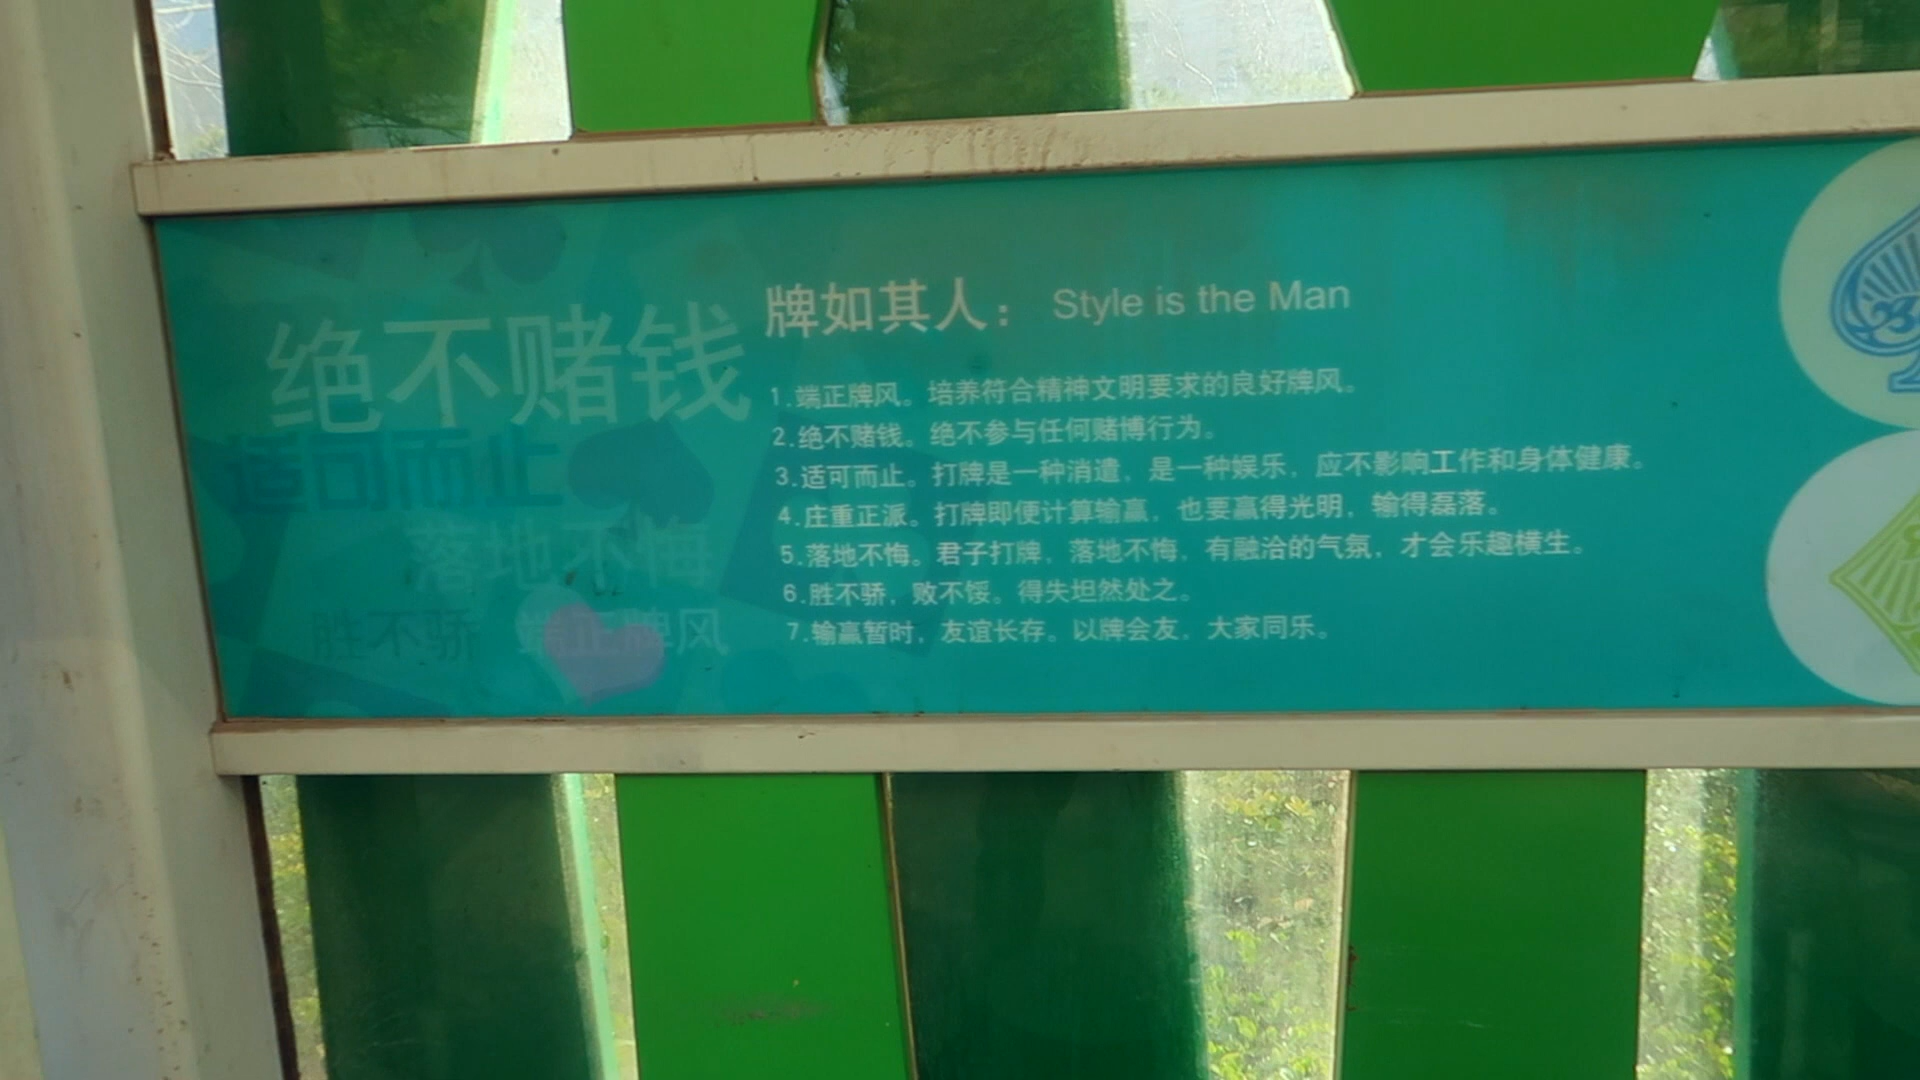 绝不赌钱
适可而止
落地不悔
胜不骄 端正牌风
牌如其人： Style is the Man
1.端正牌风。培养符合精神文明要求的良好牌风。
2.绝不赌钱。绝不参与任何赌博行为。
3.适可而止。打牌是一种消遣，是一种娱乐，应不影响工作和身体健康。
4.庄重正派。打牌即便计算输赢，也要赢得光明，输得磊落。
5.落地不悔。君子打牌，落地不悔，有融洽的气氛，才会乐趣横生。
6.胜不骄，败不馁。得失坦然处之。
7.输赢暂时，友谊长存。以牌会友，大家同乐。